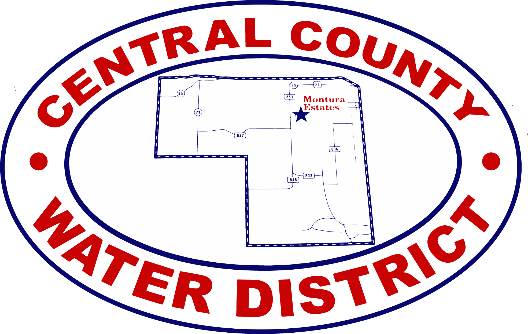 CENTRAL COUNTY
Montura
Estates
WATER DISTRICT